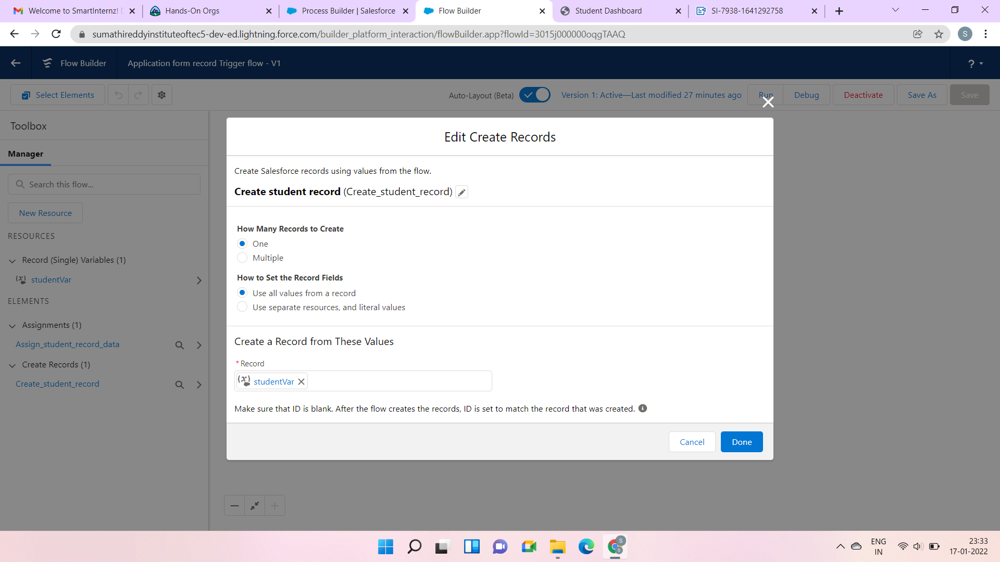 Welcome to SmartInternz!
Hands-On Orgs
Process Builder | Salesforce
Flow Builder
Student Dashboard
SI-7938-1641292758
sumathireddyinstituteoftec5-dev-ed.lightning.force.com/builder_platform_interaction/flowBuilder.app?flowId=3015j000000oqgTAAQ
S
Flow Builder
Application form record Trigger flow - V1
?
Select Elements
Auto-Layout (Beta)
Version 1: Active—Last modified 27 minutes ago
Run
Debug
Deactivate
Save As
Save
Toolbox
Manager
Search this flow...
New Resource
RESOURCES
Record (Single) Variables (1)
studentVar
ELEMENTS
Assignments (1)
Assign_student_record_data
Create Records (1)
Create_student_record
Edit Create Records
Create Salesforce records using values from the flow.
Create student record (Create_student_record)
How Many Records to Create
One
Multiple
How to Set the Record Fields
Use all values from a record
Use separate resources, and literal values
Create a Record from These Values
* Record
studentVar
Make sure that ID is blank. After the flow creates the records, ID is set to match the record that was created.
Cancel
Done
ENG
IN
23:33
17-01-2022